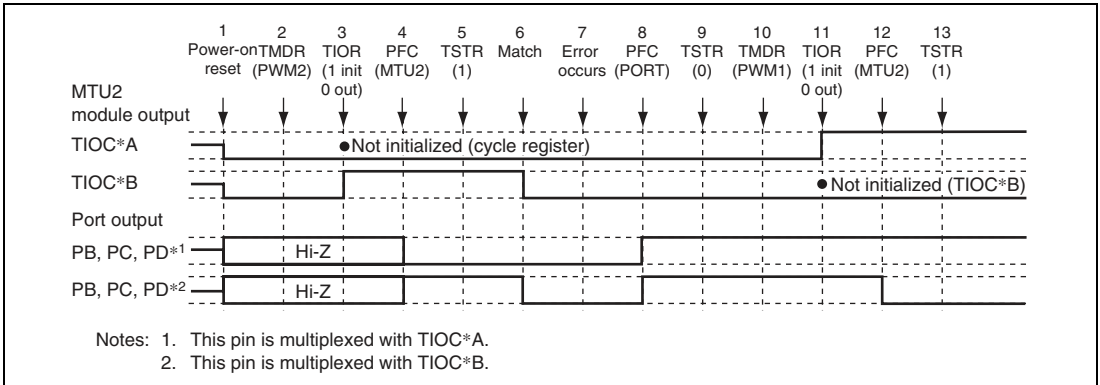 1 2 3 4 5 6 7 8 9 10 11 12 13
Power-on TMDR TIOR PFC TSTR Match Error PFC TSTR TMDR TIOR PFC TSTR
reset (PWM2) (1 init (MTU2) (1) occurs (PORT) (0) (PWM1) (1 init (MTU2) (1)
0 out) 0 out)
MTU2
module output
TIOC*A
●Not initialized (cycle register)
TIOC*B
● Not initialized (TIOC*B)
Port output
PB, PC, PD*1
Hi-Z
PB, PC, PD*2
Hi-Z
Notes: 1. This pin is multiplexed with TIOC*A.
2. This pin is multiplexed with TIOC*B.